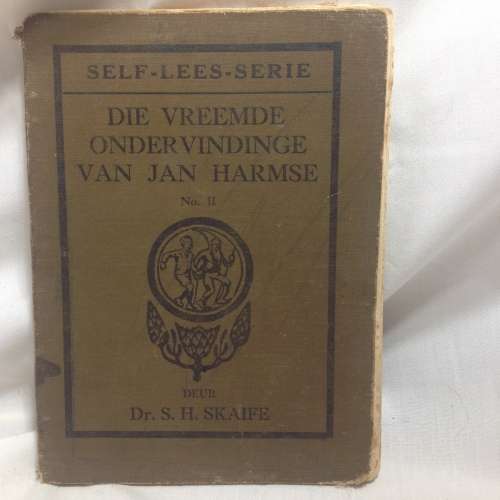 SELF-LEES-SERIE
DIE VREEMDE
ONDERVINDINGE
VAN JAN HARMSE
No. II
DEUR
Dr. S. H. SKAIFE